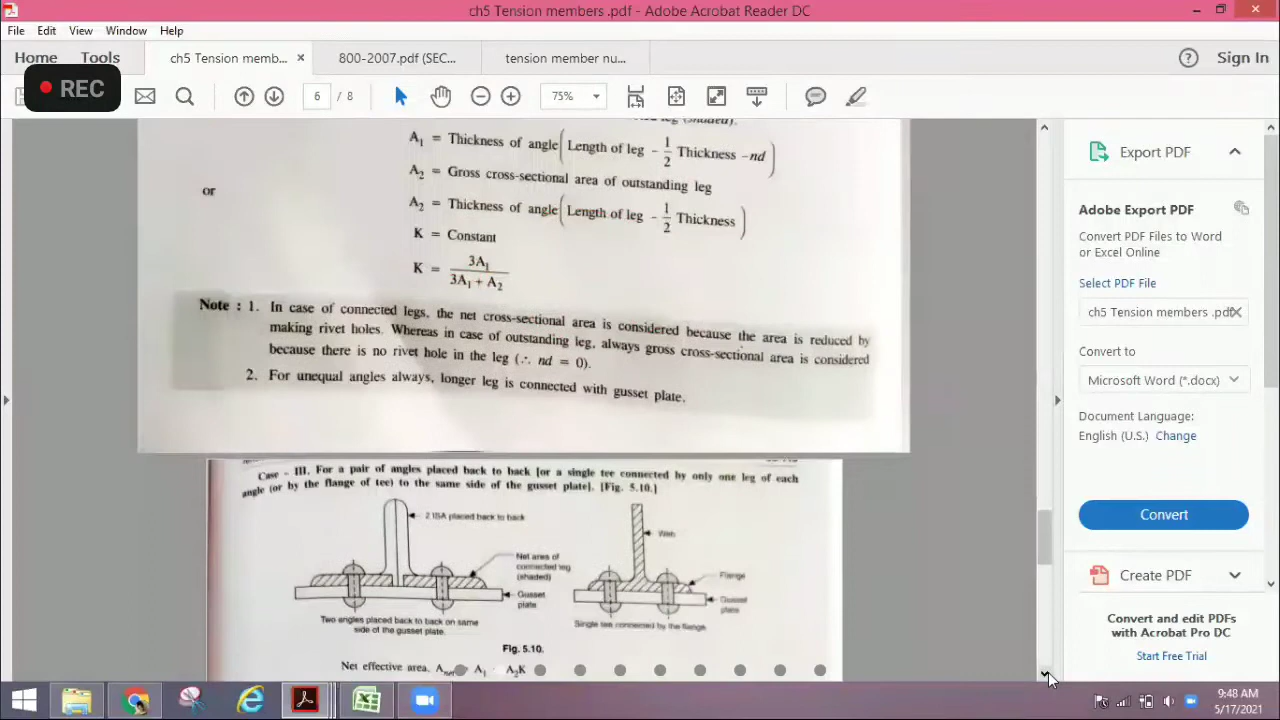 ch5 Tension members .pdf - Adobe Acrobat Reader DC
File Edit View Window Help
Home Tools ch5 Tension memb... × 800-2007.pdf (SEC... tension member nu... Sign In
REC
6 / 8 75%
A1 = Thickness of angle(Length of leg - 1/2 Thickness -nd)
A2 = Gross cross-sectional area of outstanding leg
or
A2 = Thickness of angle(Length of leg - 1/2 Thickness)
K = Constant
K = 3A1 / 3A1 + A2
Note : 1. In case of connected legs, the net cross-sectional area is considered because the area is reduced by
making rivet holes. Whereas in case of outstanding leg, always gross cross-sectional area is considered
because there is no rivet hole in the leg (∴ nd = 0).
2. For unequal angles always, longer leg is connected with gusset plate.
Case - III. For a pair of angles placed back to back [or a single tee connected by only one leg of each
angle (or by the flange of tee) to the same side of the gusset plate]. [Fig. 5.10.]
2 ISA placed back to back
Net area of
connected leg
(shaded)
Gusset
plate
Two angles placed back to back on same
side of the gusset plate.
Web
Flange
Gusset
plate
Single tee connected by the flange.
Fig. 5.10.
Net effective area, Anet A1 A2K
Export PDF
Adobe Export PDF
Convert PDF Files to Word
or Excel Online
Select PDF File
ch5 Tension members .pdf
Convert to
Microsoft Word (*.docx)
Document Language:
English (U.S.) Change
Convert
Create PDF
Convert and edit PDFs
with Acrobat Pro DC
Start Free Trial
9:48 AM
5/17/2021